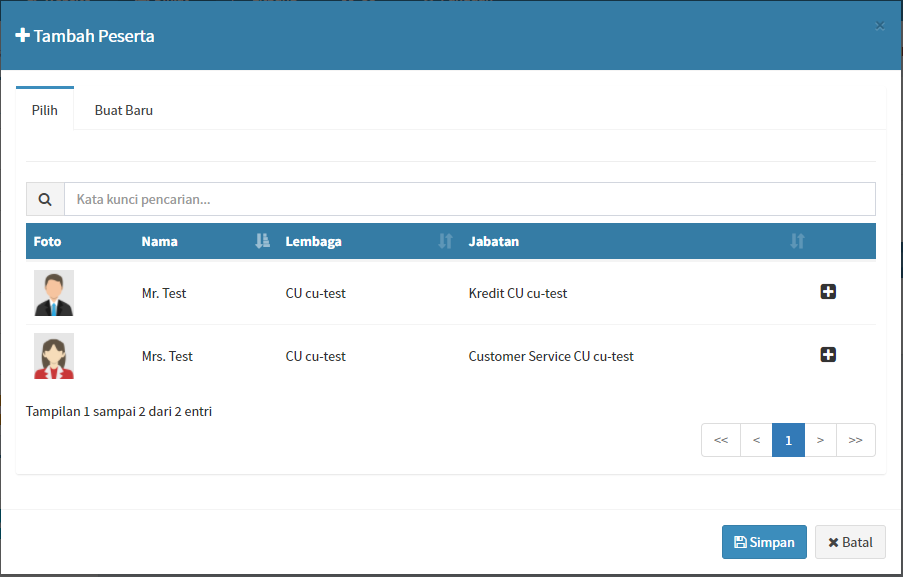 Tambah Peserta
Pilih Buat Baru
Kata kunci pencarian...
Foto Nama Lembaga Jabatan
Mr. Test CU cu-test Kredit CU cu-test
Mrs. Test CU cu-test Customer Service CU cu-test
Tampilan 1 sampai 2 dari 2 entri
<< < 1 > >>
Simpan Batal